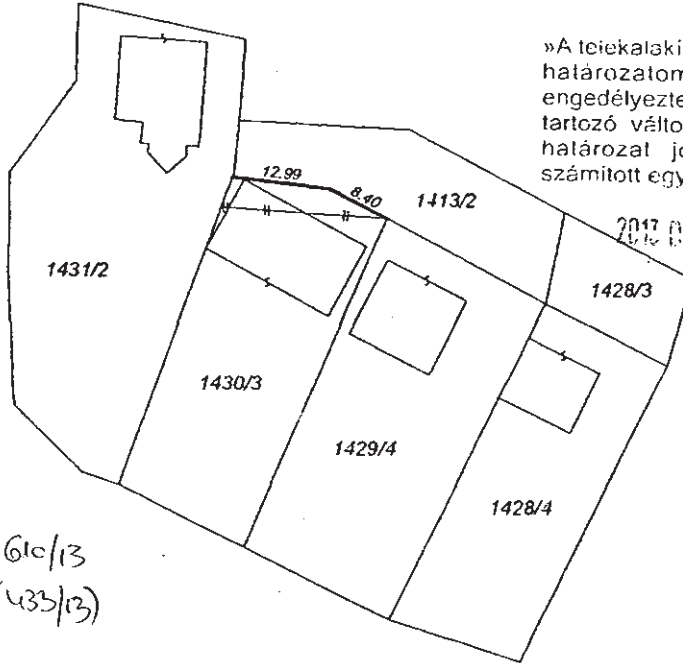 »A telekalakí
határozatom
engedélyezte
tartozó válto
határozat jo
számított egy
2017
12.99
8.40
1413/2
1431/2
1428/3
1430/3
1429/4
1428/4
610/13
433/13)